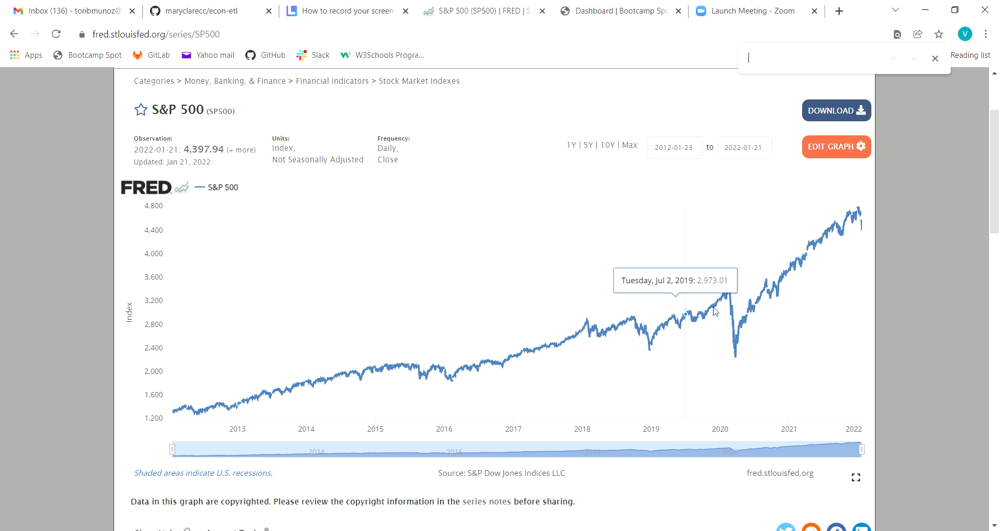 Inbox (136) - toribmunoz@
maryclarecc/econ-etl
How to record your screen
S&P 500 (SP500) | FRED | S
Dashboard | Bootcamp Spo
Launch Meeting - Zoom
fred.stlouisfed.org/series/SP500
V
Apps
Bootcamp Spot
GitLab
Yahoo mail
GitHub
Slack
W3Schools Progra...
Reading list
Categories > Money, Banking, & Finance > Financial Indicators > Stock Market Indexes
S&P 500 (SP500)
DOWNLOAD
Observation:
2022-01-21: 4,397.94 (+ more)
Updated: Jan 21, 2022
Units:
Index,
Not Seasonally Adjusted
Frequency:
Daily,
Close
1Y | 5Y | 10Y | Max
2012-01-23 to 2022-01-21
EDIT GRAPH
FRED
S&P 500
4,800
4,400
4,000
3,600
3,200
2,800
2,400
2,000
1,600
1,200
Index
Tuesday, Jul 2, 2019: 2,973.01
2013 2014 2015 2016 2017 2018 2019 2020 2021 2022
2014 2016 2018 2020
Shaded areas indicate U.S. recessions.
Source: S&P Dow Jones Indices LLC
fred.stlouisfed.org
Data in this graph are copyrighted. Please review the copyright information in the series notes before sharing.